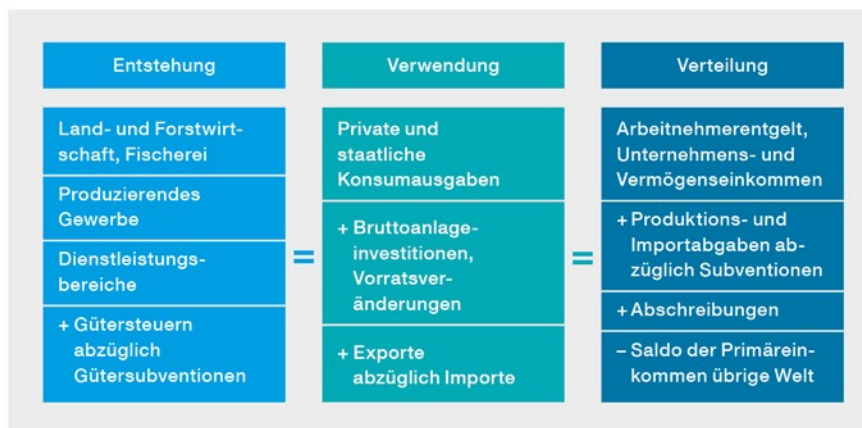 Entstehung
Land- und Forstwirt-
schaft, Fischerei
Produzierendes
Gewerbe
Dienstleistungs-
bereiche
+ Gütersteuern
abzüglich
Gütersubventionen
=
Verwendung
Private und
staatliche
Konsumausgaben
+ Bruttoanlage-
investitionen,
Vorratsver-
änderungen
+ Exporte
abzüglich Importe
=
Verteilung
Arbeitnehmerentgelt,
Unternehmens- und
Vermögenseinkommen
+ Produktions- und
Importabgaben ab-
züglich Subventionen
+ Abschreibungen
– Saldo der Primärein-
kommen übrige Welt